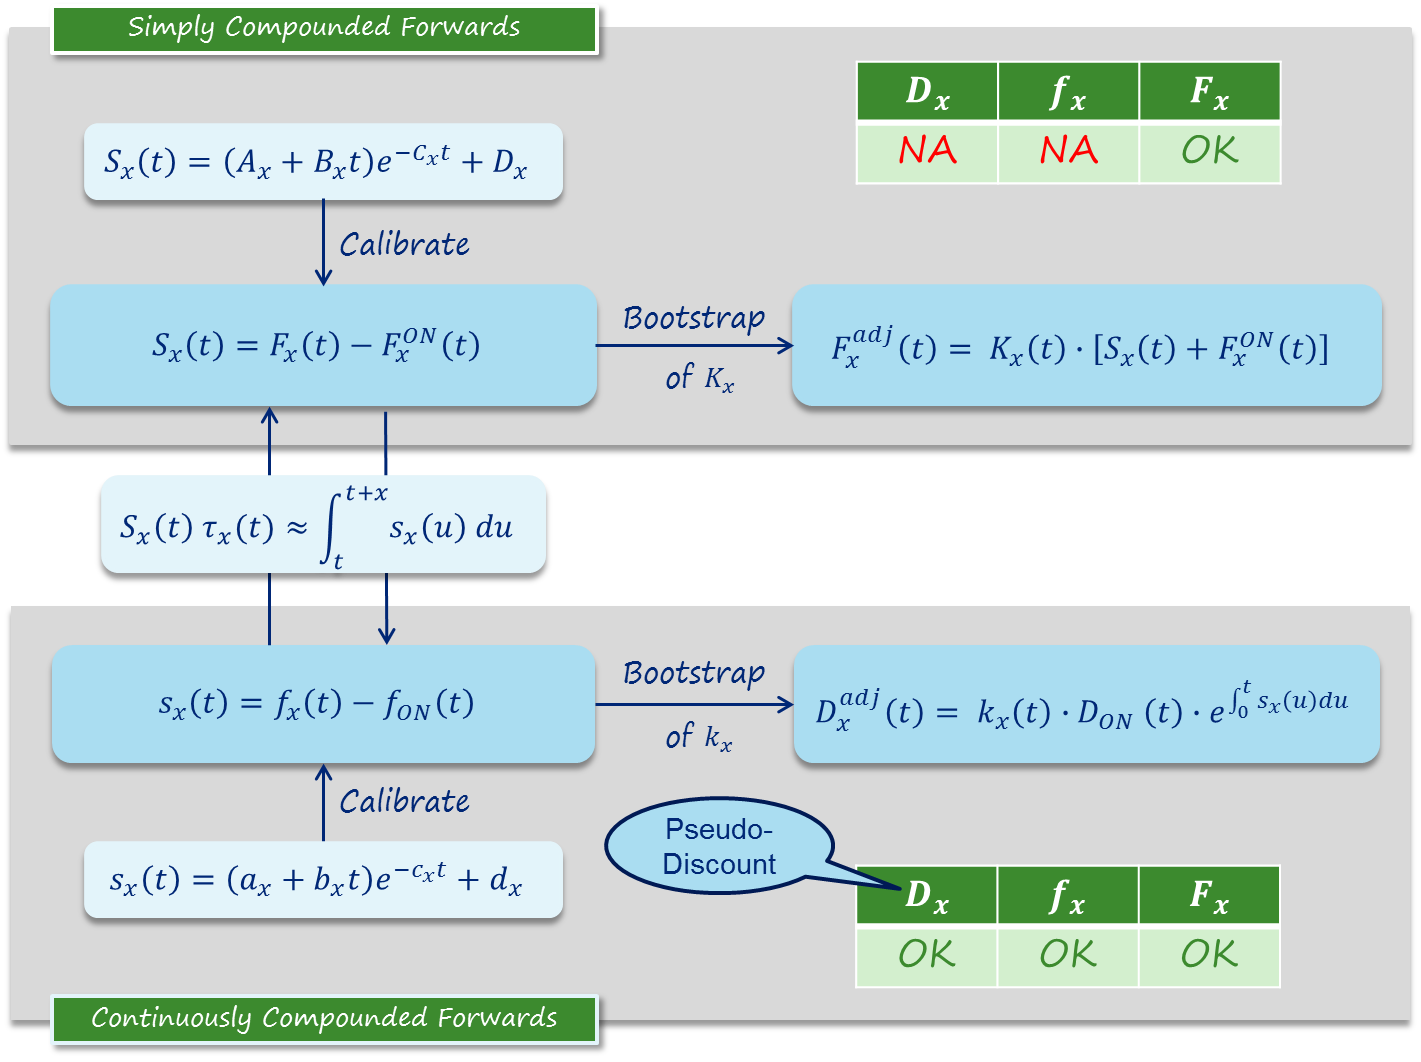 Simply Compounded Forwards
D_x f_x F_x
NA NA OK
S_x(t) = (A_x + B_x t)e^{-C_x t} + D_x
Calibrate
S_x(t) = F_x(t) − F_x^{ON}(t)
Bootstrap
of K_x
F_x^{adj}(t) = K_x(t) · [S_x(t) + F_x^{ON}(t)]
S_x(t) τ_x(t) ≈ ∫_t^{t+x} s_x(u) du
s_x(t) = f_x(t) − f_{ON}(t)
Bootstrap
of k_x
D_x^{adj}(t) = k_x(t) · D_{ON} (t) · e^{∫_0^t s_x(u)du}
Calibrate
s_x(t) = (a_x + b_x t)e^{-c_x t} + d_x
Pseudo-
Discount
D_x f_x F_x
OK OK OK
Continuously Compounded Forwards